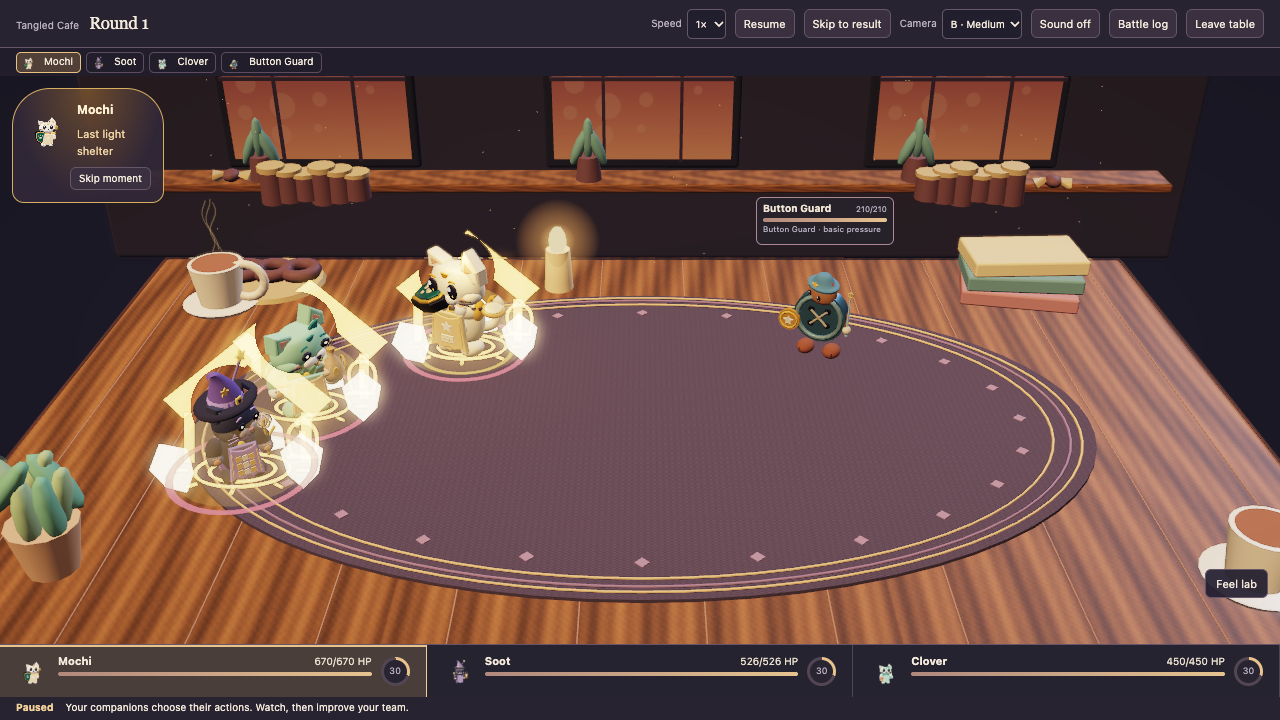 Tangled Cafe Round 1
Speed 1× Resume Skip to result Camera B · Medium Sound off Battle log Leave table
Mochi Soot Clover Button Guard
Mochi
Last light
shelter
Skip moment
Button Guard 210/210
Button Guard · basic pressure
Feel lab
Mochi 670/670 HP 30
Soot 526/526 HP 30
Clover 450/450 HP 30
Paused Your companions choose their actions. Watch, then improve your team.